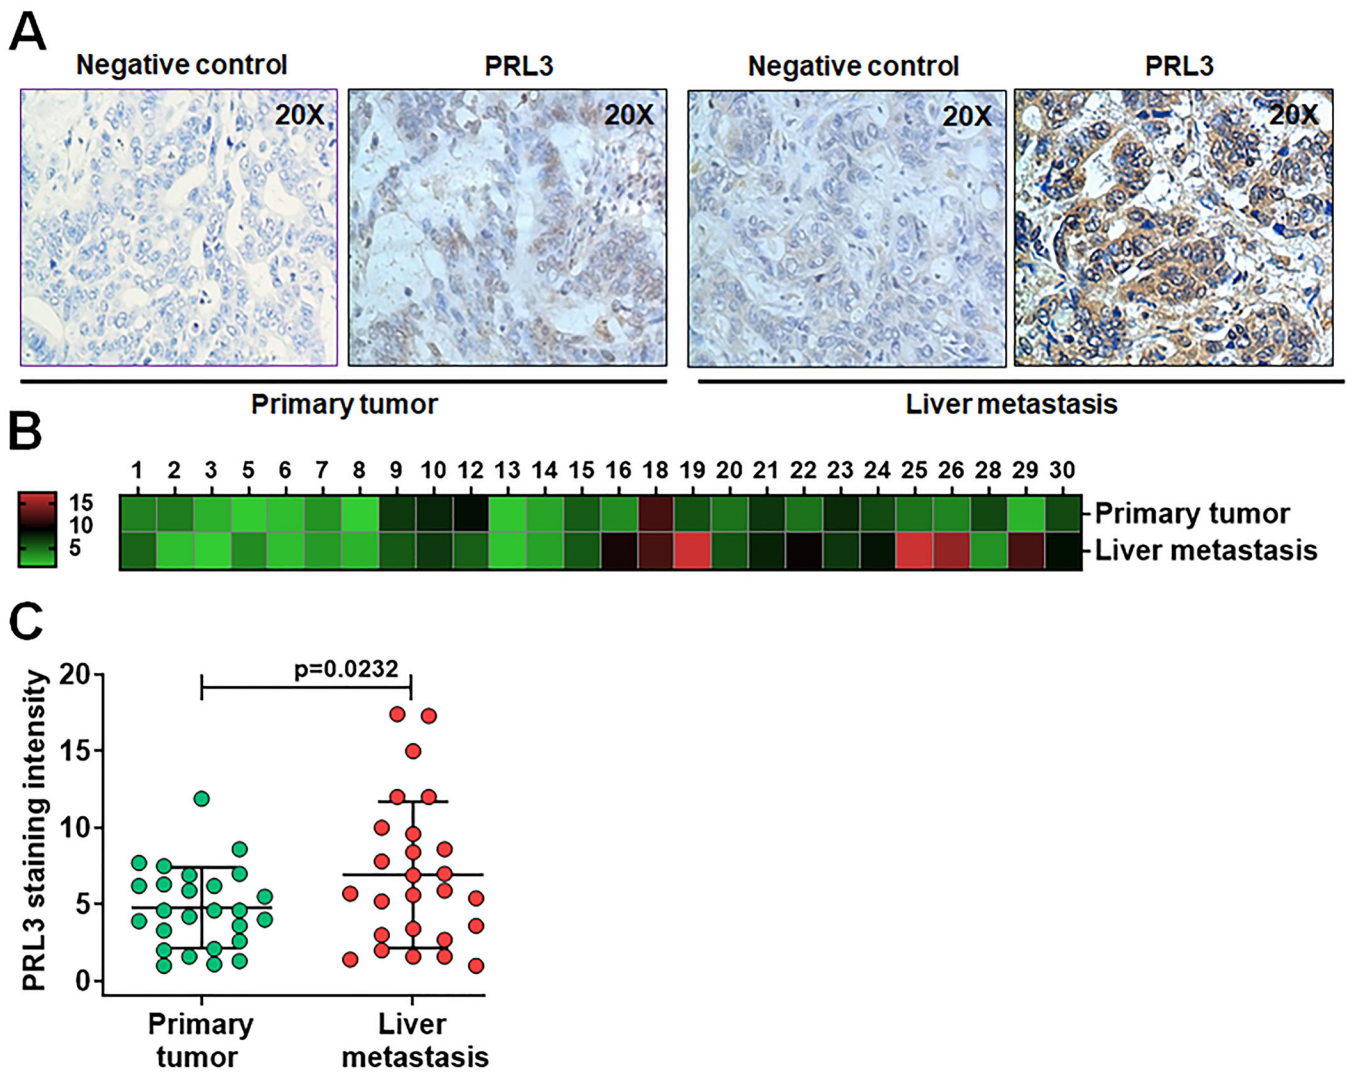 A
Negative control
PRL3
Negative control
PRL3
20X
20X
20X
20X
Primary tumor
Liver metastasis
B
1 2 3 5 6 7 8 9 10 12 13 14 15 16 18 19 20 21 22 23 24 25 26 28 29 30
15
10
5
Primary tumor
Liver metastasis
C
p=0.0232
PRL3 staining intensity
20
15
10
5
0
Primary
tumor
Liver
metastasis